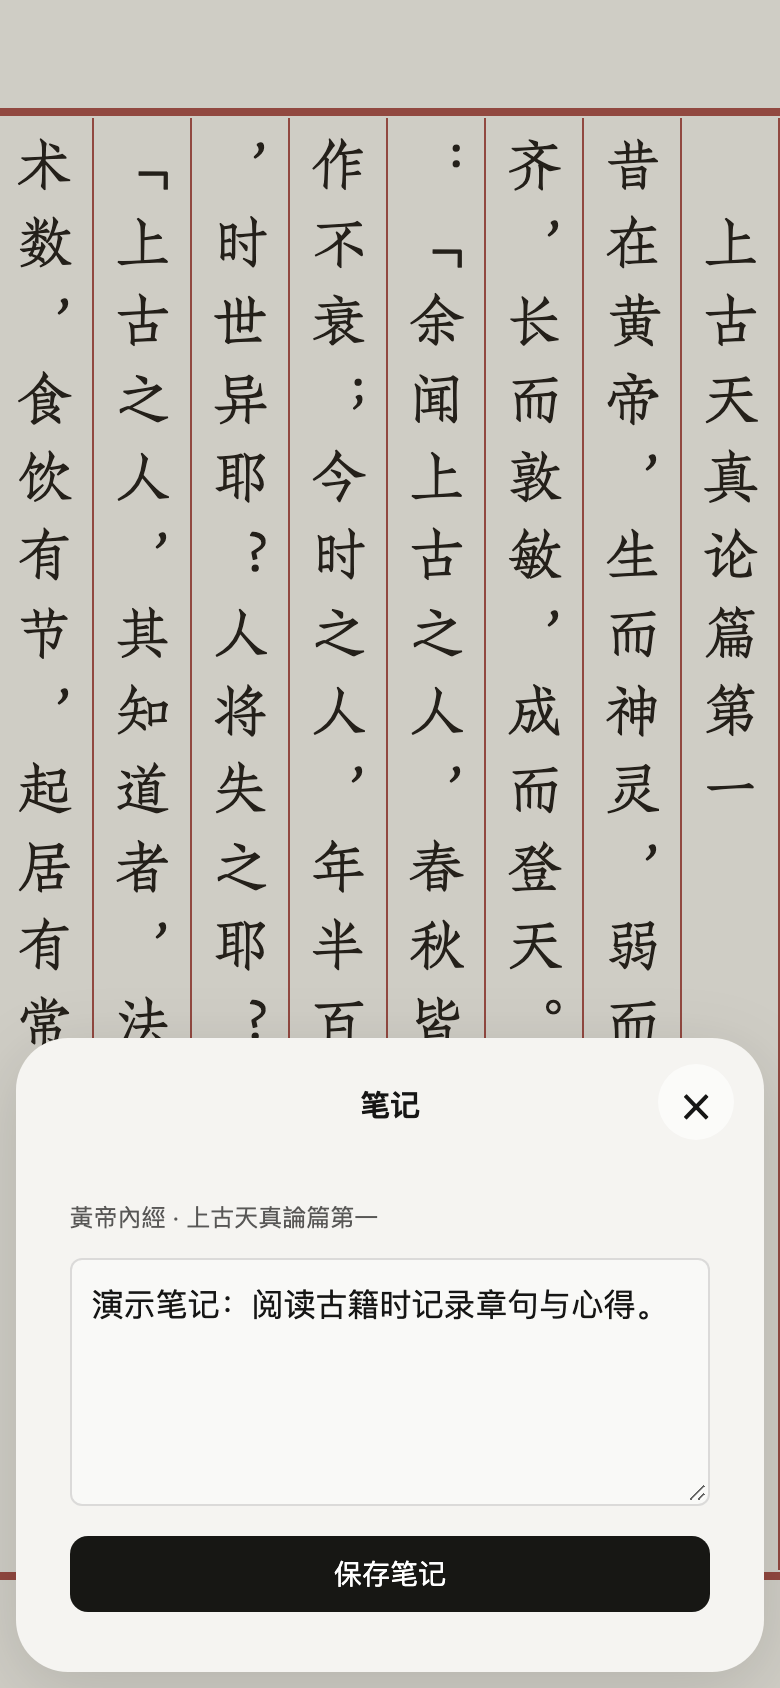 上古天真论篇第一
昔在黄帝，生而神灵，弱而
齐，长而敦敏，成而登天。
：「余闻上古之人，春秋皆
作不衰；今时之人，年半百
，时世异耶？人将失之耶？
「上古之人，其知道者，法
术数，食饮有节，起居有常
笔记
黃帝內經 · 上古天真論篇第一
演示笔记：阅读古籍时记录章句与心得。
保存笔记